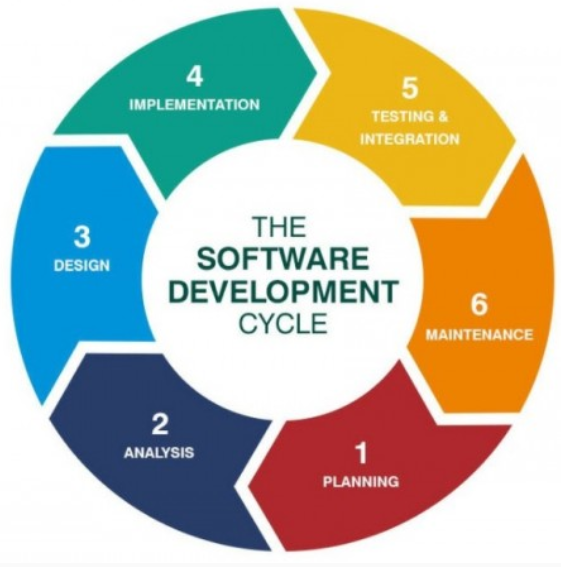 THE
SOFTWARE
DEVELOPMENT
CYCLE
1
PLANNING
2
ANALYSIS
3
DESIGN
4
IMPLEMENTATION
5
TESTING &
INTEGRATION
6
MAINTENANCE